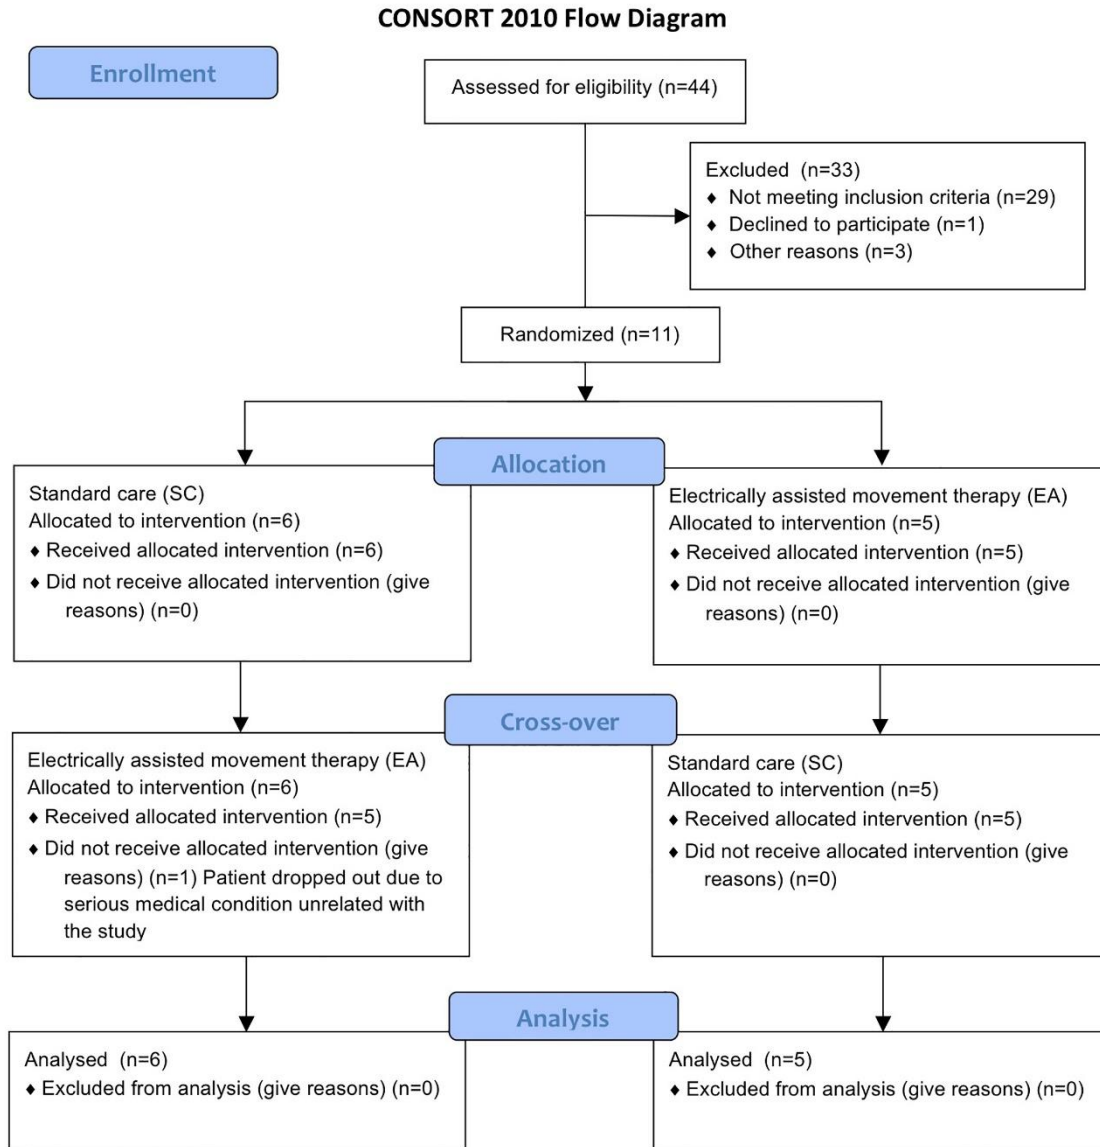 CONSORT 2010 Flow Diagram
Enrollment
Assessed for eligibility (n=44)
Excluded (n=33)
♦ Not meeting inclusion criteria (n=29)
♦ Declined to participate (n=1)
♦ Other reasons (n=3)
Randomized (n=11)
Allocation
Standard care (SC)
Allocated to intervention (n=6)
♦ Received allocated intervention (n=6)
♦ Did not receive allocated intervention (give
reasons) (n=0)
Electrically assisted movement therapy (EA)
Allocated to intervention (n=5)
♦ Received allocated intervention (n=5)
♦ Did not receive allocated intervention (give
reasons) (n=0)
Cross-over
Electrically assisted movement therapy (EA)
Allocated to intervention (n=6)
♦ Received allocated intervention (n=5)
♦ Did not receive allocated intervention (give
reasons) (n=1) Patient dropped out due to
serious medical condition unrelated with
the study
Standard care (SC)
Allocated to intervention (n=5)
♦ Received allocated intervention (n=5)
♦ Did not receive allocated intervention (give
reasons) (n=0)
Analysis
Analysed (n=6)
♦ Excluded from analysis (give reasons) (n=0)
Analysed (n=5)
♦ Excluded from analysis (give reasons) (n=0)